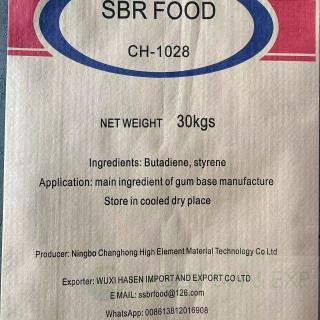 SBR FOOD
CH-1028
NET WEIGHT 30kgs
Ingredients: Butadiene, styrene
Application: main ingredient of gum base manufacture
Store in cooled dry place
Producer: Ningbo Changhong High Element Material Technology Co Ltd
Exporter: WUXI HASEN IMPORT AND EXPORT CO LTD
E MAIL: ssbrfood@126.com
WhatsApp: 008613812016908